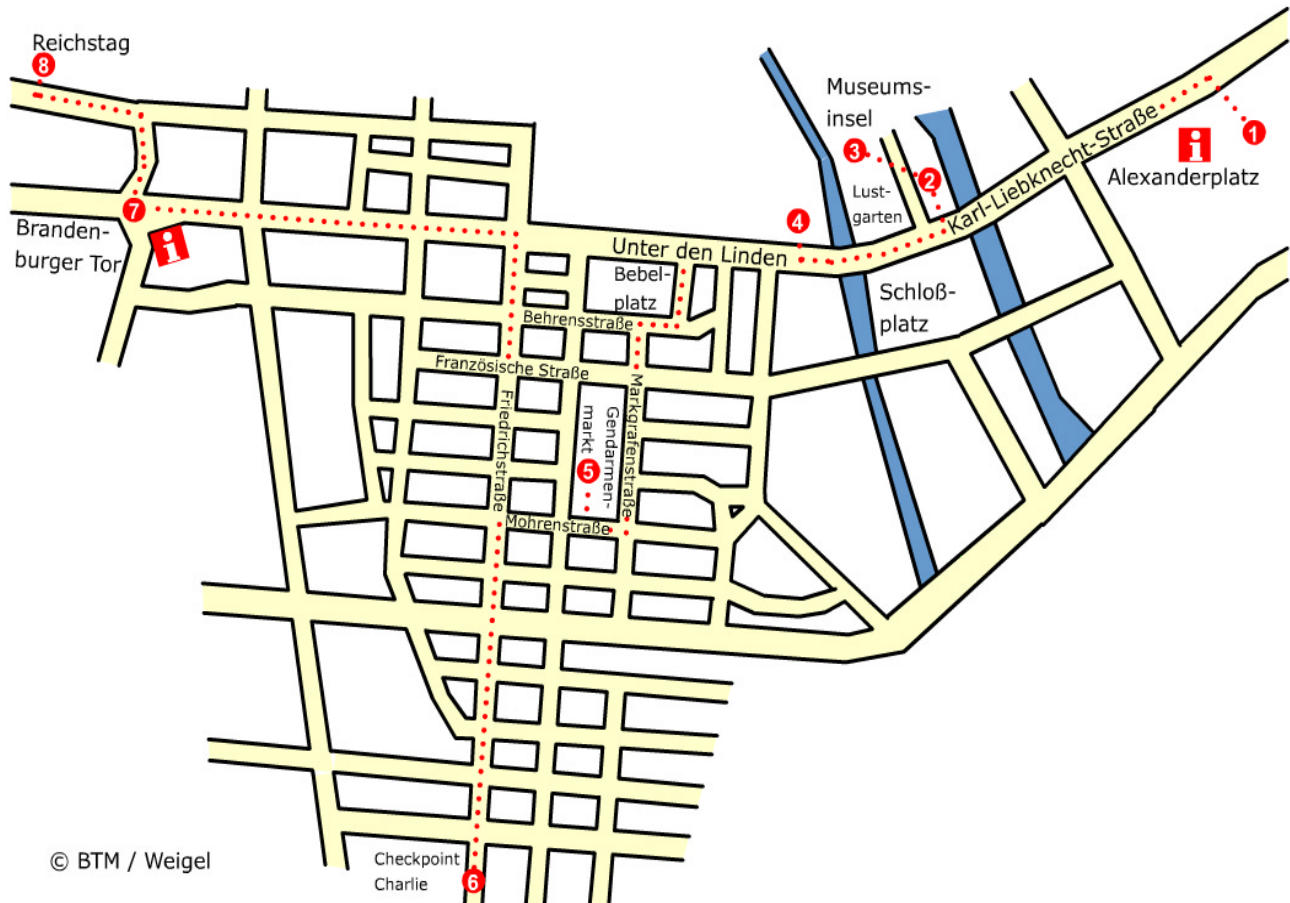 Reichstag
8
Museums-
insel
3
2
1
i
Alexanderplatz
Karl-Liebknecht-Straße
Lust-
garten
4
7
i
Branden-
burger Tor
Unter den Linden
Bebel-
platz
Schloß-
platz
Behrensstraße
Französische Straße
Friedrichstraße
Gendarmen-
markt
Markgrafenstraße
5
Mohrenstraße
Checkpoint
Charlie
6
© BTM / Weigel